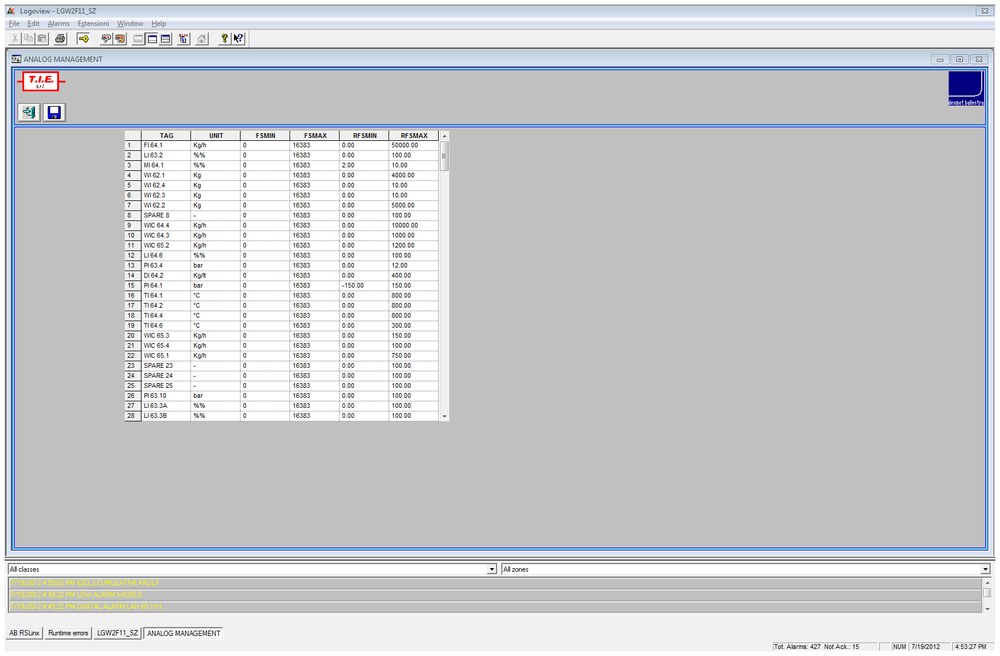 Logoview - LGW2F11_SZ
File Edit Alarms Estensioni Window Help
ANALOG MANAGEMENT
T.I.E.
s.r.l.
desmet ballestra
TAG UNIT FSMIN FSMAX RFSMIN RFSMAX
1 FI 64.1 Kg/h 0 16383 0.00 50000.00
2 LI 63.2 %% 0 16383 0.00 100.00
3 MI 64.1 %% 0 16383 2.00 10.00
4 WI 62.1 Kg 0 16383 0.00 4000.00
5 WI 62.4 Kg 0 16383 0.00 10.00
6 WI 62.3 Kg 0 16383 0.00 10.00
7 WI 62.2 Kg 0 16383 0.00 5000.00
8 SPARE 8 - 0 16383 0.00 100.00
9 WIC 64.4 Kg/h 0 16383 0.00 10000.00
10 WIC 64.3 Kg/h 0 16383 0.00 1000.00
11 WIC 65.2 Kg/h 0 16383 0.00 1200.00
12 LI 64.6 %% 0 16383 0.00 100.00
13 PI 63.4 bar 0 16383 0.00 12.00
14 DI 64.2 Kg/lt 0 16383 0.00 400.00
15 PI 64.1 bar 0 16383 -150.00 150.00
16 TI 64.1 °C 0 16383 0.00 800.00
17 TI 64.2 °C 0 16383 0.00 800.00
18 TI 64.4 °C 0 16383 0.00 800.00
19 TI 64.6 °C 0 16383 0.00 300.00
20 WIC 65.3 Kg/h 0 16383 0.00 150.00
21 WIC 65.4 Kg/h 0 16383 0.00 100.00
22 WIC 65.1 Kg/h 0 16383 0.00 750.00
23 SPARE 23 - 0 16383 0.00 100.00
24 SPARE 24 - 0 16383 0.00 100.00
25 SPARE 25 - 0 16383 0.00 100.00
26 PI 63.10 bar 0 16383 0.00 100.00
27 LI 63.3A %% 0 16383 0.00 100.00
28 LI 63.3B %% 0 16383 0.00 100.00
All classes All zones
7/19/2012 4:50:02 PM 62CL2 CUMULATIVE FAULT
7/19/2012 4:49:22 PM LOW ALARM WIC65.5
7/19/2012 4:49:22 PM DIGITAL ALARM LAH 65.11H
AB RSLinx Runtime errors LGW2F11_SZ ANALOG MANAGEMENT
Tot. Alarms: 427 Not Ack.: 15 NUM 7/19/2012 4:53:27 PM